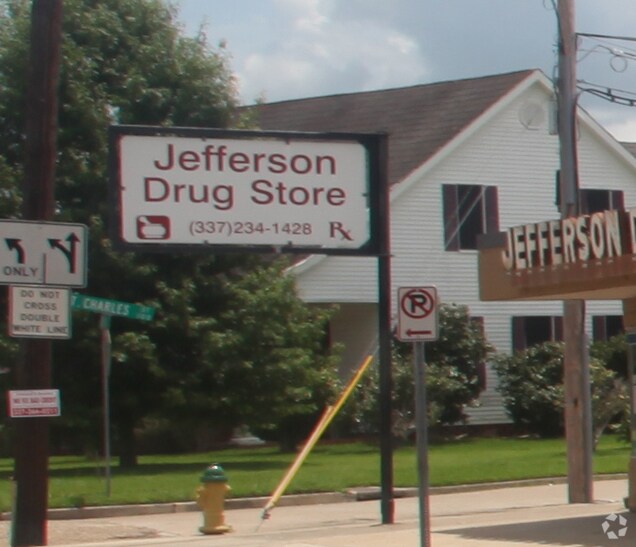 Jefferson
Drug Store
(337)234-1428 Rx
ONLY
DO NOT
CROSS
DOUBLE
WHITE LINE
T. CHARLES
P
JEFFERSON